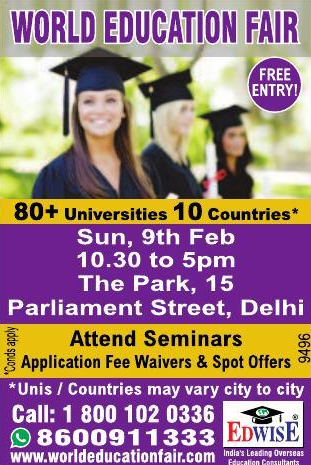 WORLD EDUCATION FAIR
FREE
ENTRY!
80+ Universities 10 Countries*
Sun, 9th Feb
10.30 to 5pm
The Park, 15
Parliament Street, Delhi
*Conds apply
Attend Seminars
Application Fee Waivers & Spot Offers
9496
*Unis / Countries may vary city to city
Call: 1 800 102 0336
8600911333
www.worldeducationfair.com
EDWISE®
India's Leading Overseas
Education Consultants